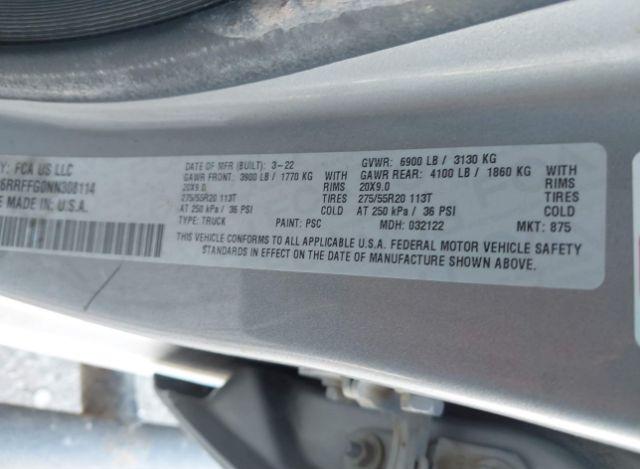 Y: FCA US LLC
DATE OF MFR (BUILT): 3-22
GVWR: 6900 LB / 3130 KG
6RRFFG0NN308114
GAWR FRONT: 3900 LB / 1770 KG WITH
GAWR REAR: 4100 LB / 1860 KG WITH
E MADE IN: U.S.A.
20X9.0 RIMS
20X9.0 RIMS
275/55R20 113T TIRES
275/55R20 113T TIRES
AT 250 kPa / 36 PSI COLD
AT 250 kPa / 36 PSI COLD
TYPE: TRUCK PAINT: PSC MDH: 032122 MKT: 875
THIS VEHICLE CONFORMS TO ALL APPLICABLE U.S.A. FEDERAL MOTOR VEHICLE SAFETY
STANDARDS IN EFFECT ON THE DATE OF MANUFACTURE SHOWN ABOVE.